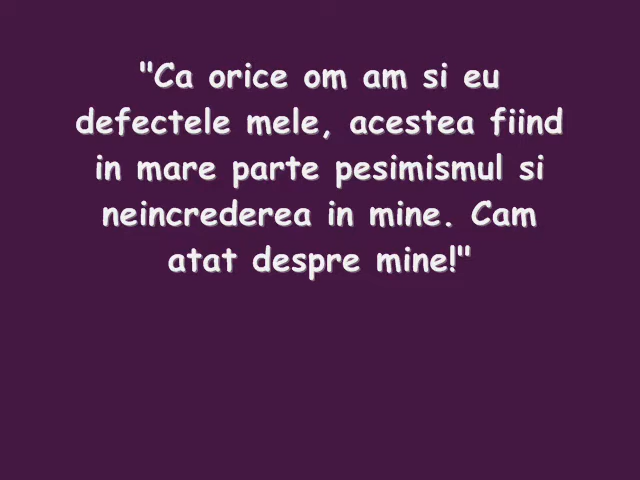 "Ca orice om am si eu
defectele mele, acestea fiind
in mare parte pesimismul si
neincrederea in mine. Cam
atat despre mine!"